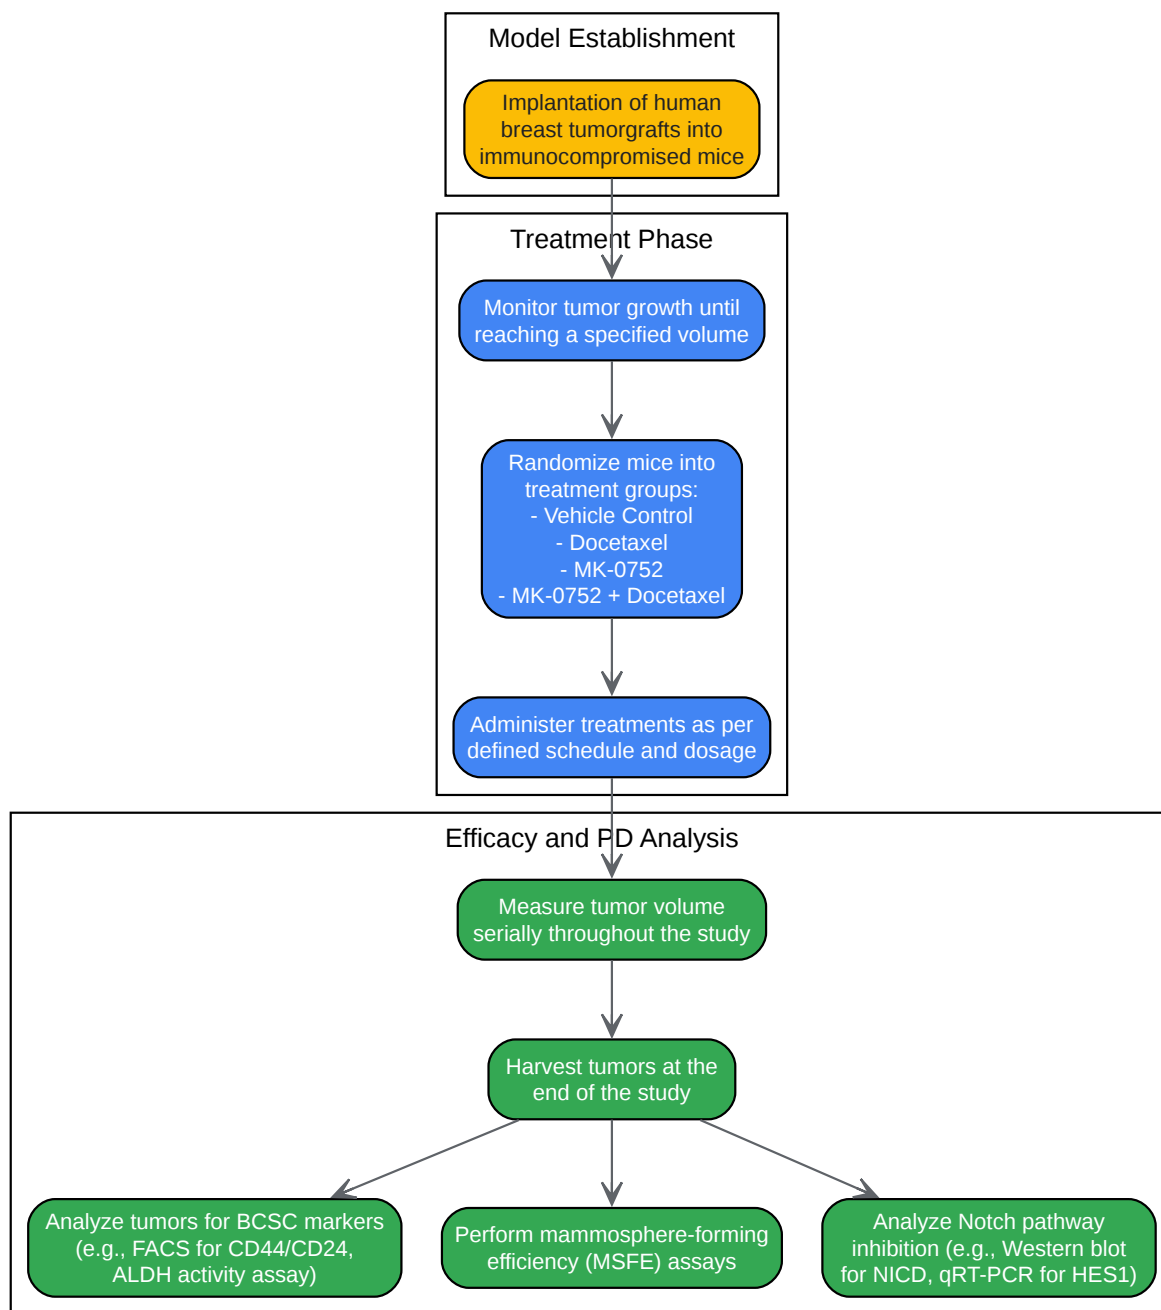 Model Establishment
Implantation of human
breast tumorgrafts into
immunocompromised mice
Treatment Phase
Monitor tumor growth until
reaching a specified volume
Randomize mice into
treatment groups:
- Vehicle Control
- Docetaxel
- MK-0752
- MK-0752 + Docetaxel
Administer treatments as per
defined schedule and dosage
Efficacy and PD Analysis
Measure tumor volume
serially throughout the study
Harvest tumors at the
end of the study
Analyze tumors for BCSC markers
(e.g., FACS for CD44/CD24,
ALDH activity assay)
Perform mammosphere-forming
efficiency (MSFE) assays
Analyze Notch pathway
inhibition (e.g., Western blot
for NICD, qRT-PCR for HES1)